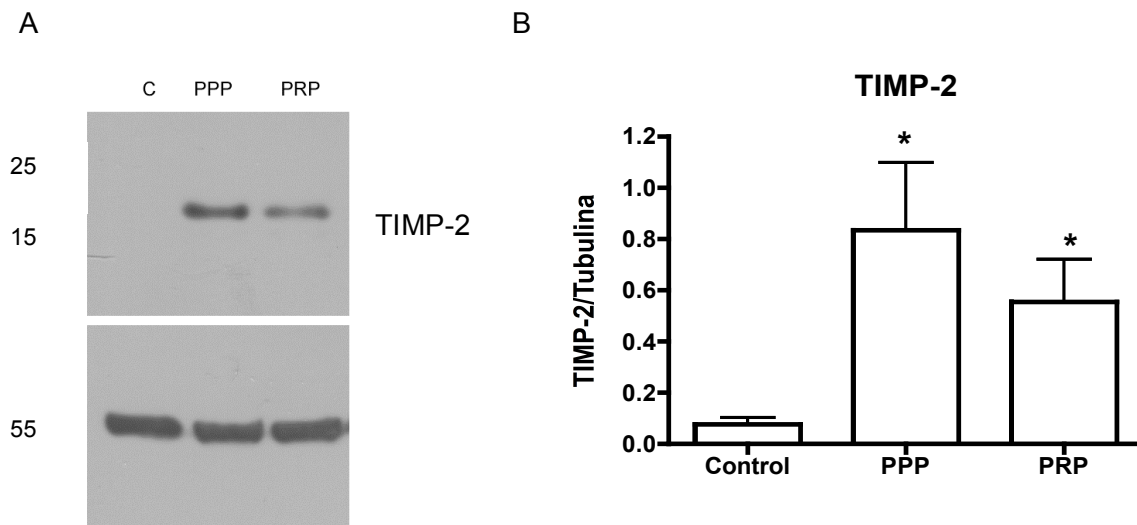 A
C PPP PRP
25
15
TIMP-2
55
B
TIMP-2
TIMP-2/Tubulina
1.2
*
1.0
0.8
*
0.6
0.4
0.2
0.0
Control PPP PRP